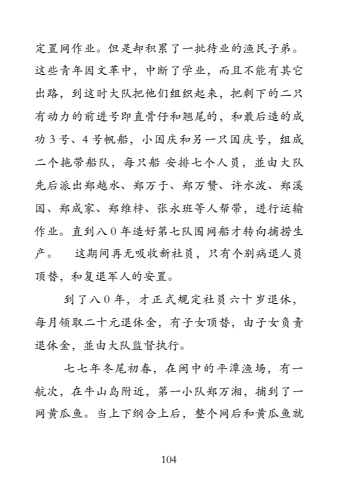 定置网作业。但是却积累了一批待业的渔民子弟。
这些青年因文革中，中断了学业，而且不能有其它
出路，到这时大队把他们组织起来，把剩下的二只
有动力的前进号即直骨仔和翘尾的，和最后造的成
功 3 号、4 号帆船，小国庆和另一只国庆号，组成
二个拖带船队，每只船 安排七个人员，並由大队
先后派出郑越水、郑万于、郑万赞、许水泼、郑溪
国、郑成家、郑维梓、张永班等人帮带，进行运输
作业。直到八 0 年造好第七队围网船才转向捕捞生
产。 这期间再无吸收新社员，只有个别病退人员
顶替，和复退军人的安置。
到了八 0 年，才正式规定社员六十岁退休，
每月领取二十元退休金，有子女顶替，由子女负责
退休金，並由大队监督执行。
七七年冬尾初春，在闽中的平潭渔场，有一
航次，在牛山岛附近，第一小队郑万湘，捕到了一
网黄瓜鱼。当上下纲合上后，整个网后和黄瓜鱼就
104